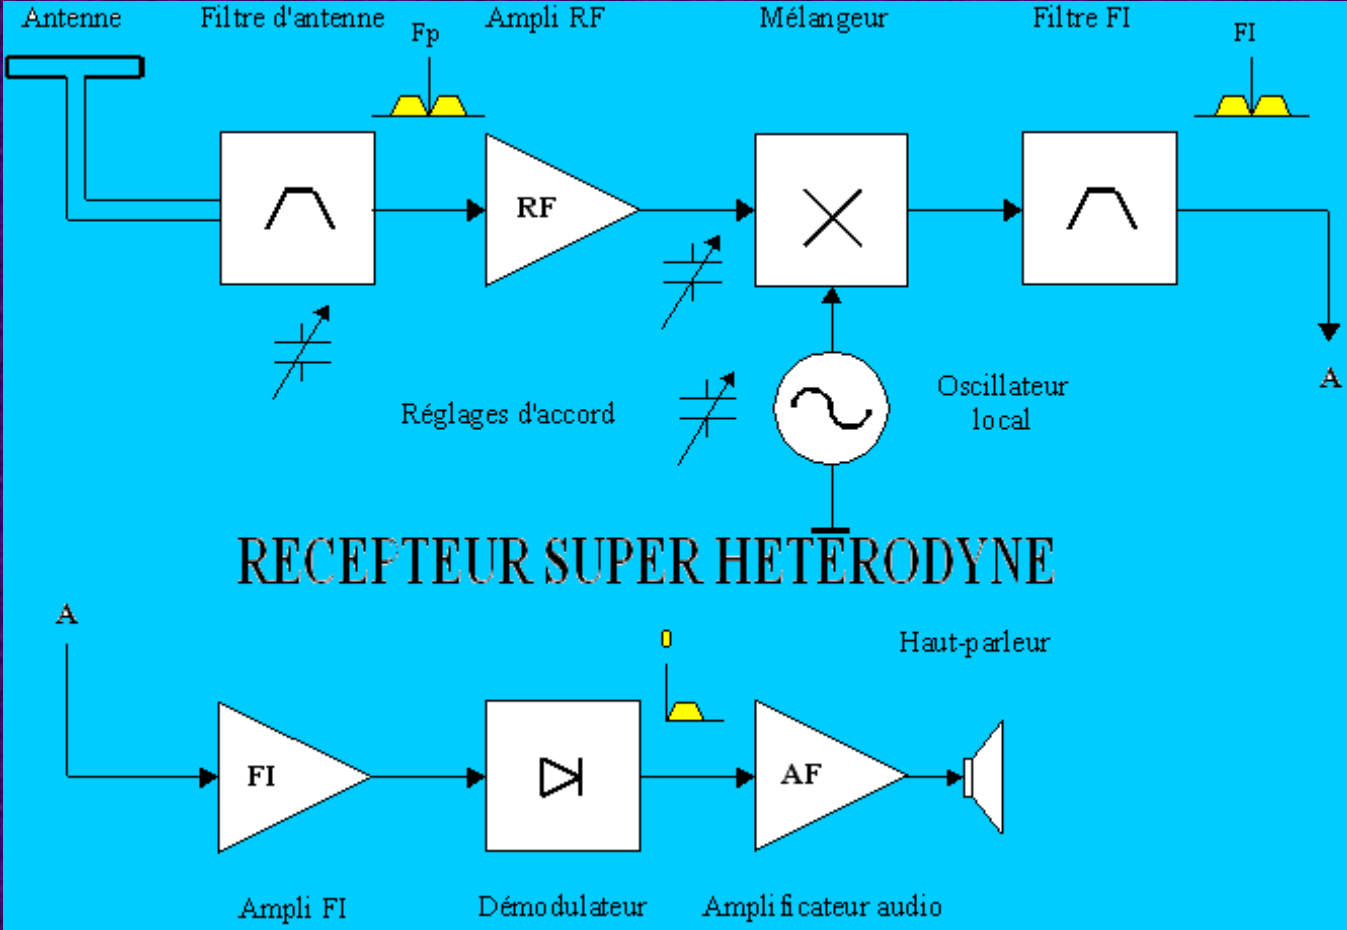 Antenne
Filtre d'antenne
Fp
Ampli RF
Mélangeur
Filtre FI
FI
RF
A
Réglages d'accord
Oscillateur
local
RECEPTEUR SUPER HETERODYNE
A
0
Haut-parleur
FI
AF
Ampli FI
Démodulateur
Amplificateur audio